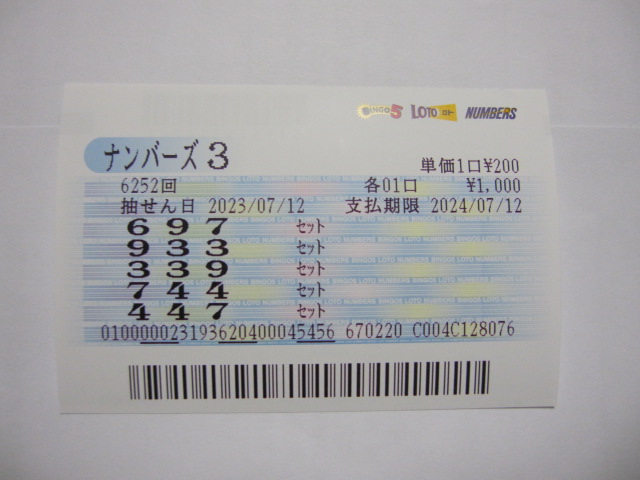 BINGO5 LOTO NUMBERS
ナンバーズ3
単価1口¥200
6252回 各01口 ¥1,000
抽せん日 2023/07/12 支払期限 2024/07/12
697 セット
933 セット
339 セット
744 セット
447 セット
010000023193620400045456 670220 C004C128076